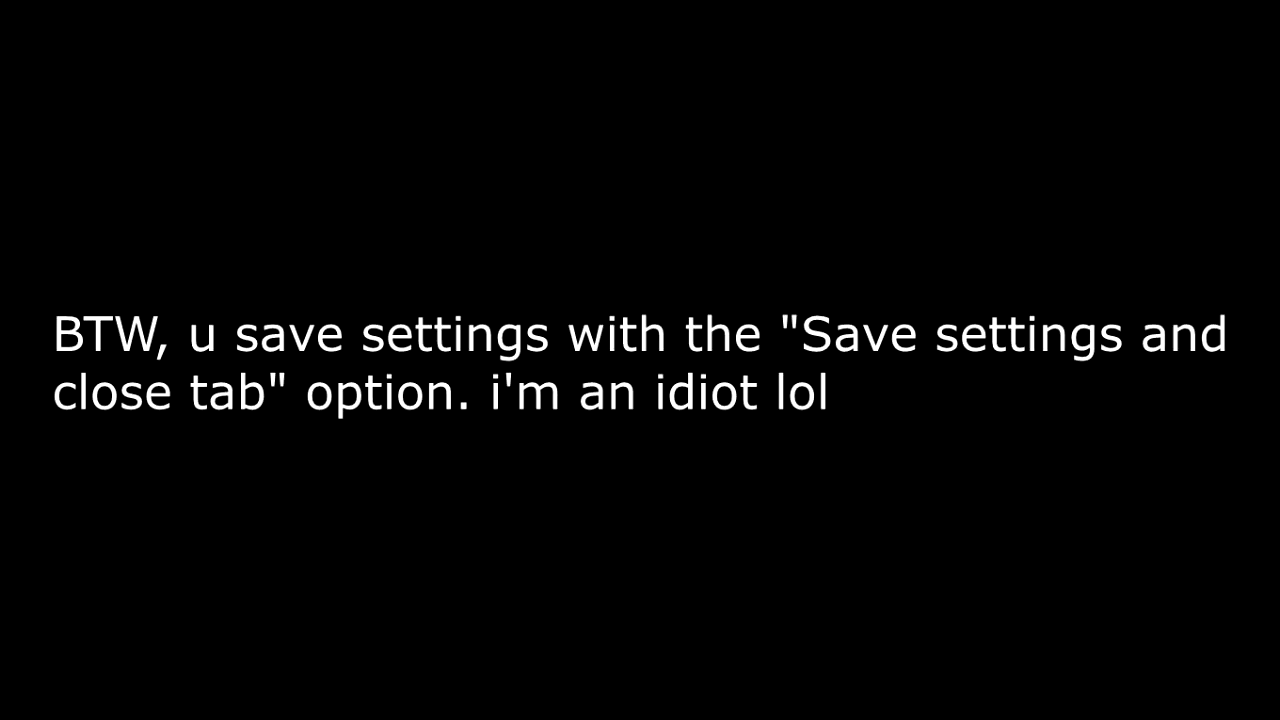 BTW, u save settings with the "Save settings and
close tab" option. i'm an idiot lol